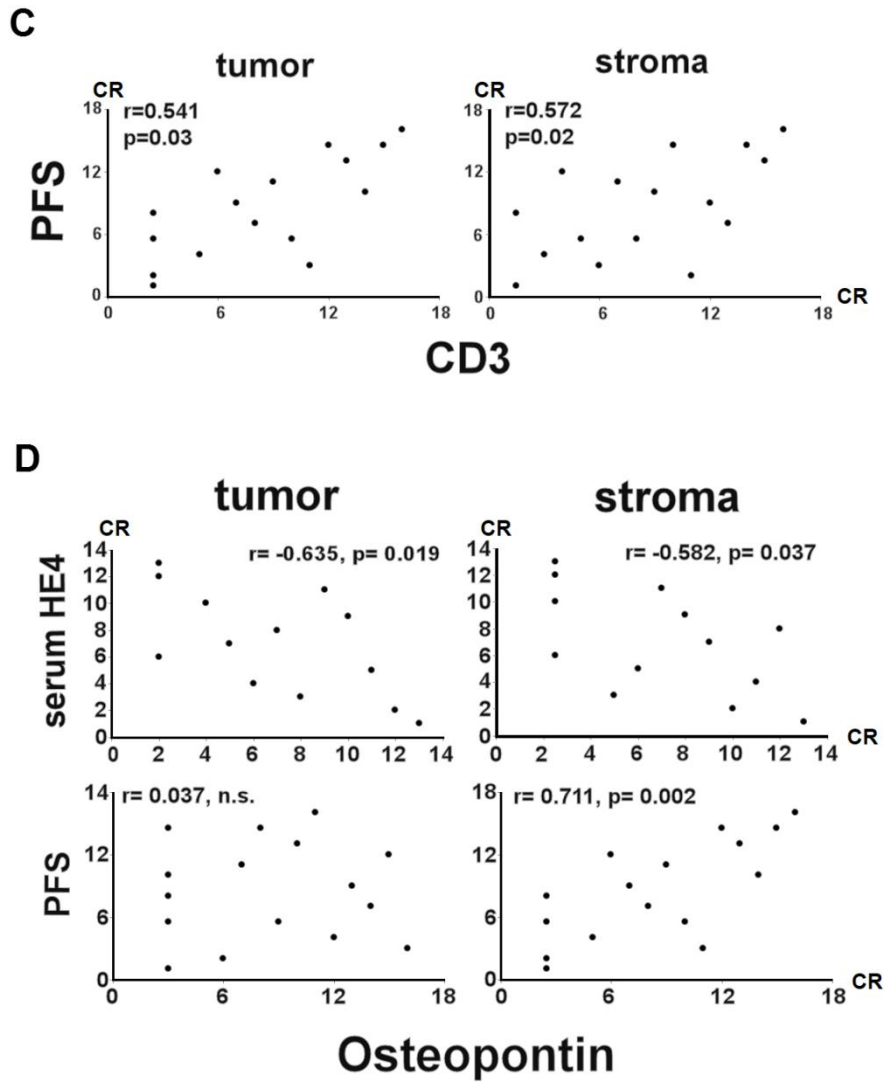 C
tumor
stroma
CR
r=0.541
p=0.03
r=0.572
p=0.02
PFS
18
12
6
0
0 6 12 18
18
12
6
0
0 6 12 18
CR
CD3
D
tumor
stroma
CR
CR
r= -0.635, p= 0.019
r= -0.582, p= 0.037
serum HE4
14
12
10
8
6
4
2
0
0 2 4 6 8 10 12 14
14
12
10
8
6
4
2
0
0 2 4 6 8 10 12 14
CR
r= 0.037, n.s.
r= 0.711, p= 0.002
PFS
14
12
6
0
0 6 12 18
18
12
6
0
0 6 12 18
CR
Osteopontin